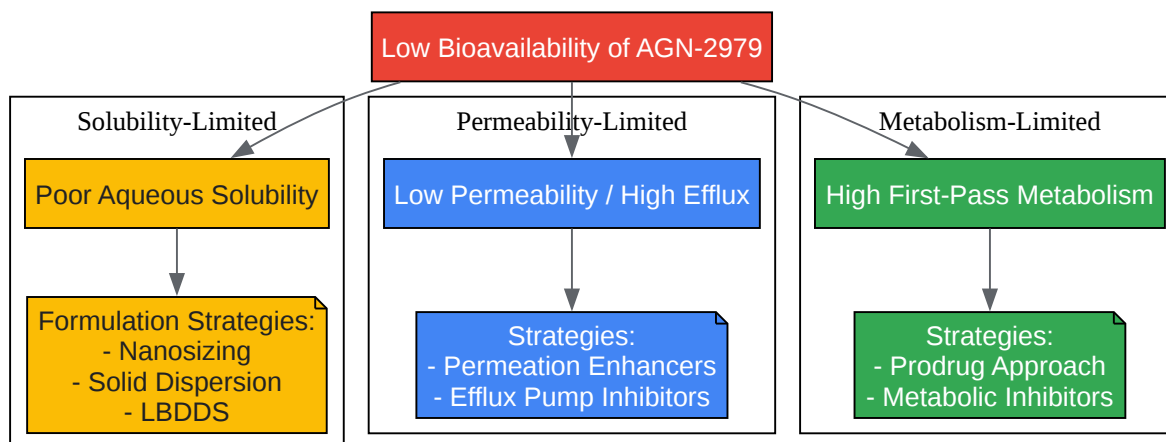 Low Bioavailability of AGN-2979
Solubility-Limited
Poor Aqueous Solubility
Formulation Strategies:
- Nanosizing
- Solid Dispersion
- LBDDS
Permeability-Limited
Low Permeability / High Efflux
Strategies:
- Permeation Enhancers
- Efflux Pump Inhibitors
Metabolism-Limited
High First-Pass Metabolism
Strategies:
- Prodrug Approach
- Metabolic Inhibitors